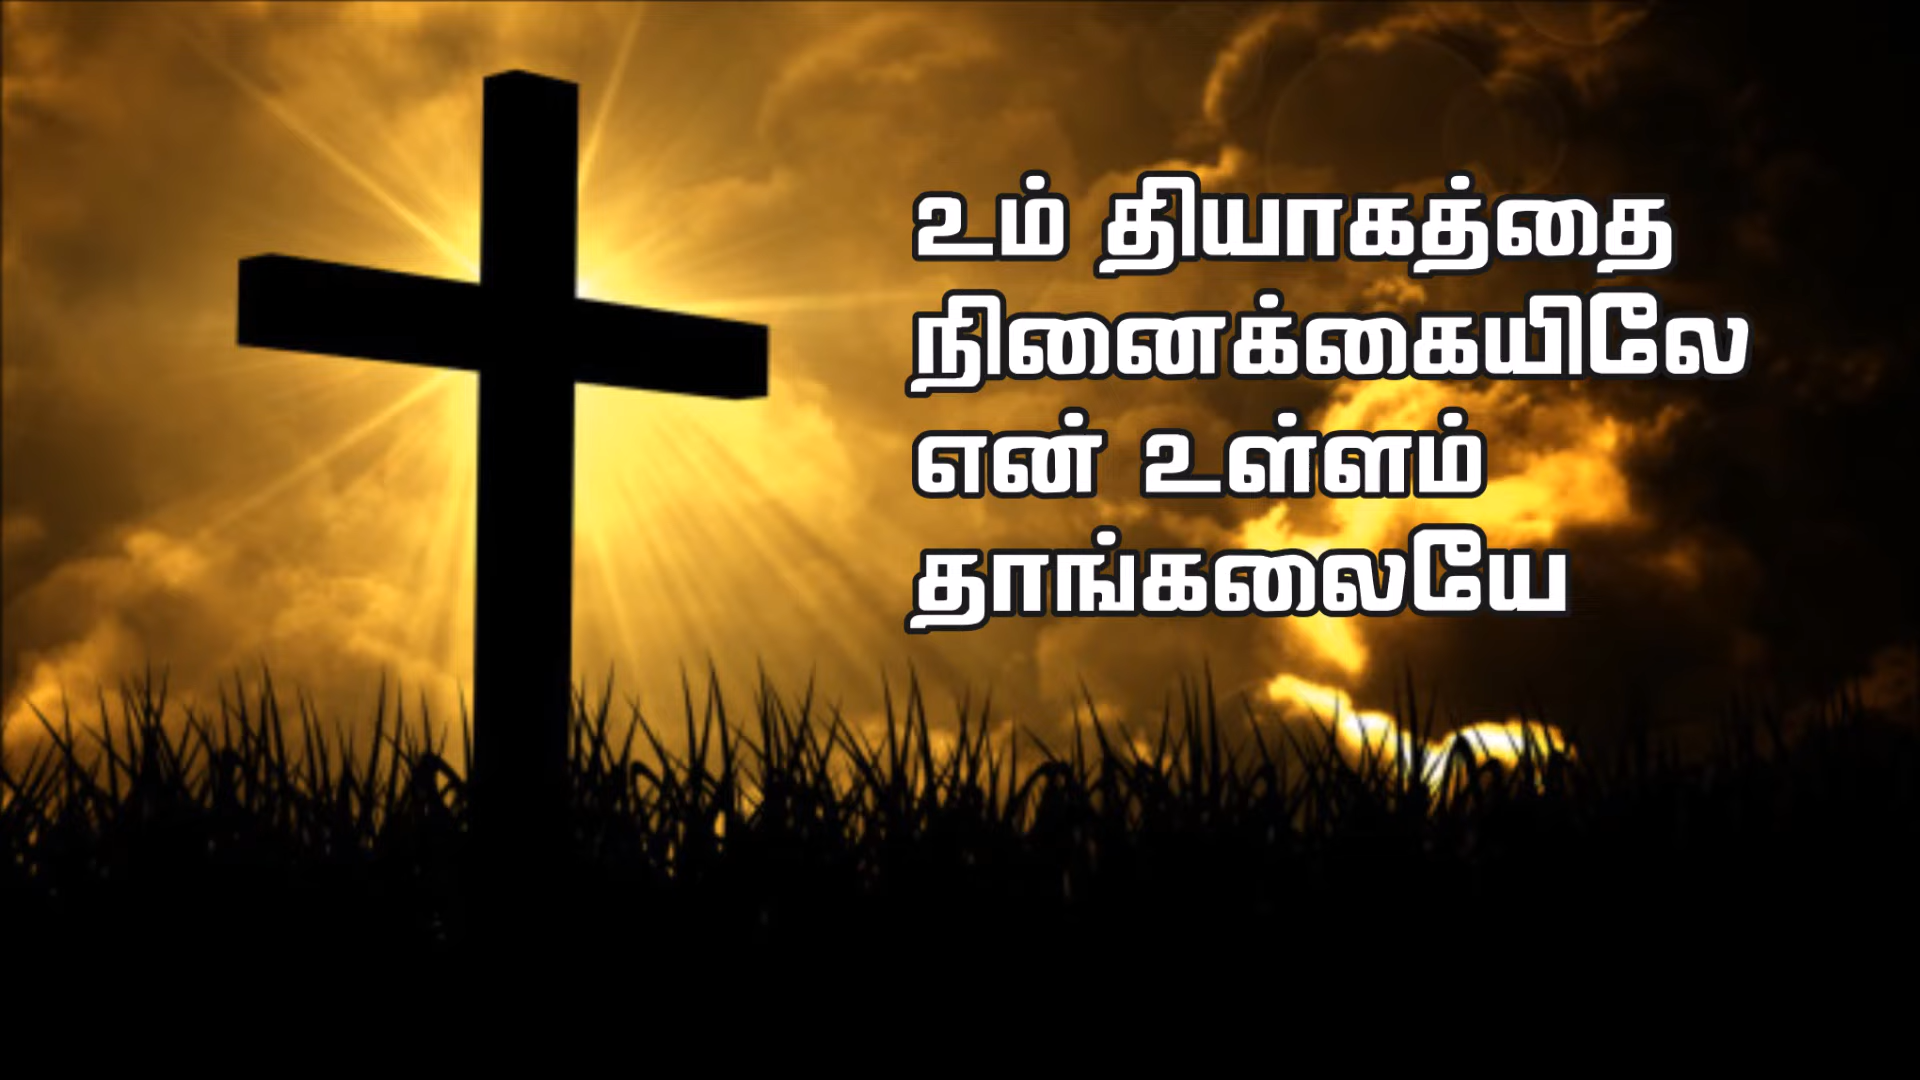 உம் தியாகத்தை
நினைக்கையிலே
என் உள்ளம்
தாங்கலையே